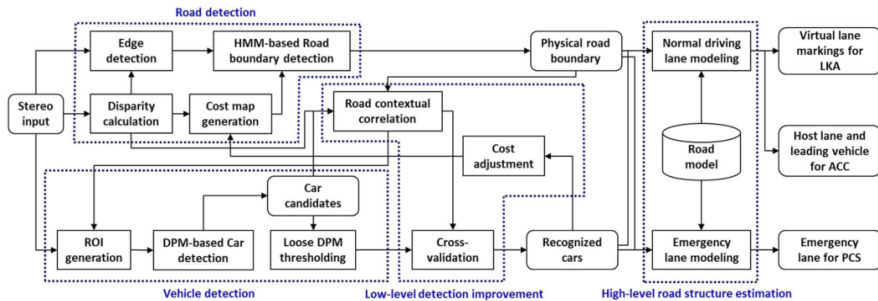 Road detection
Edge
detection
HMM-based Road
boundary detection
Physical road
boundary
Normal driving
lane modeling
Virtual lane
markings for
LKA
Stereo
input
Disparity
calculation
Cost map
generation
Road contextual
correlation
Cost
adjustment
Road
model
Host lane and
leading vehicle
for ACC
Car
candidates
ROI
generation
DPM-based Car
detection
Loose DPM
thresholding
Cross-
validation
Recognized
cars
Emergency
lane modeling
Emergency
lane for PCS
Vehicle detection
Low-level detection improvement
High-level road structure estimation